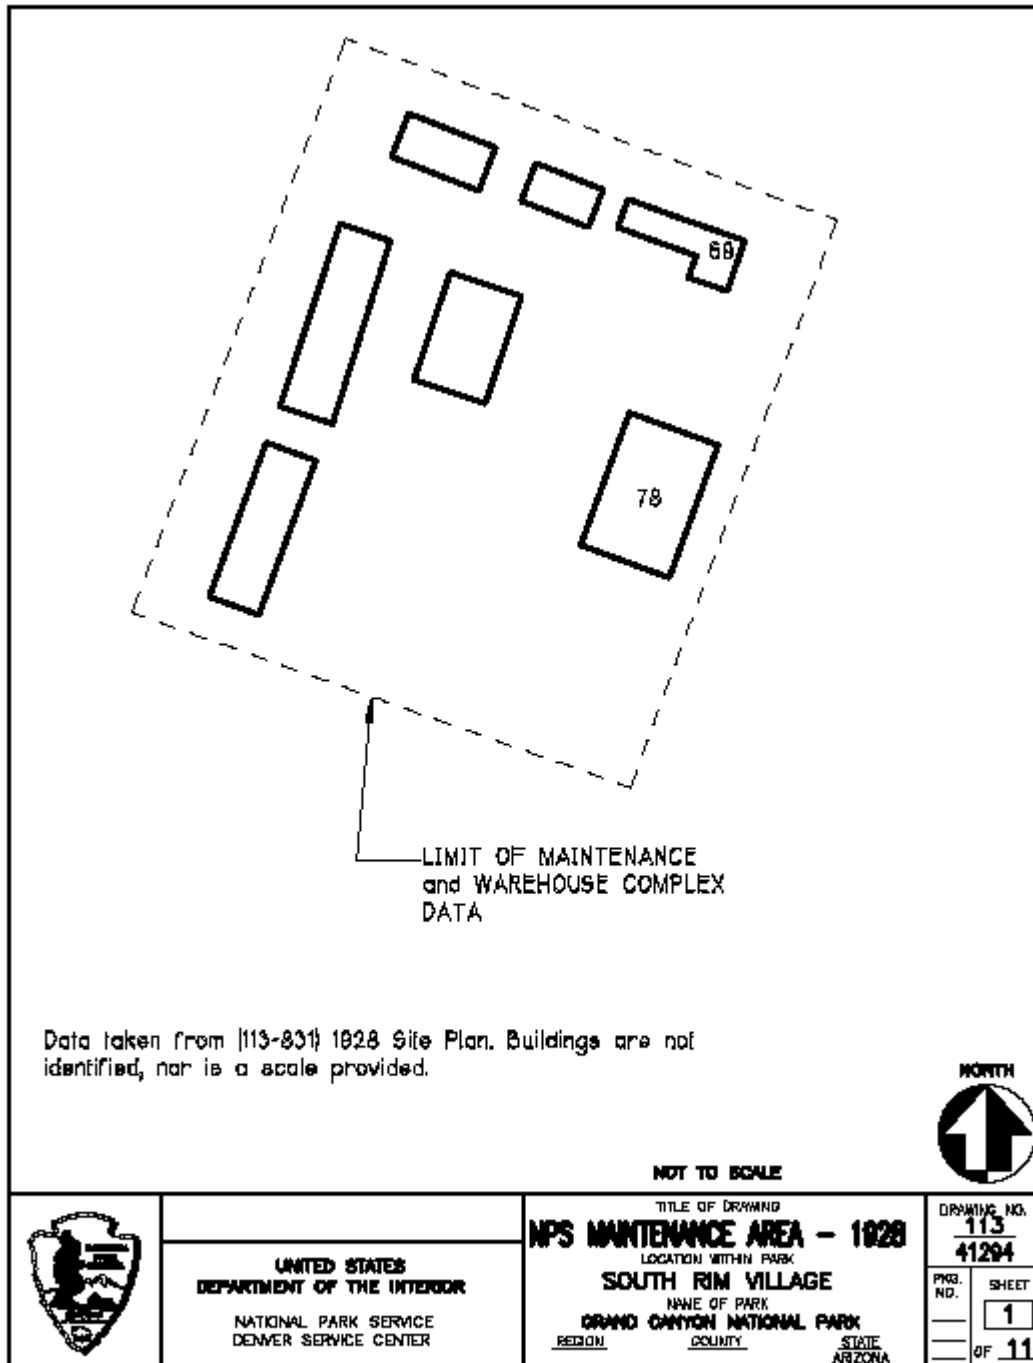 69
78
LIMIT OF MAINTENANCE
and WAREHOUSE COMPLEX
DATA
Data taken from (113-831) 1928 Site Plan. Buildings are not
identified, nor is a scale provided.
NORTH
NOT TO SCALE
UNITED STATES
DEPARTMENT OF THE INTERIOR
NATIONAL PARK SERVICE
DENVER SERVICE CENTER
TITLE OF DRAWING
NPS MAINTENANCE AREA - 1928
LOCATION WITHIN PARK
SOUTH RIM VILLAGE
NAME OF PARK
GRAND CANYON NATIONAL PARK
REGION COUNTY STATE
ARIZONA
DRAWING NO.
113
41294
PKG. NO.
SHEET
1
OF 11